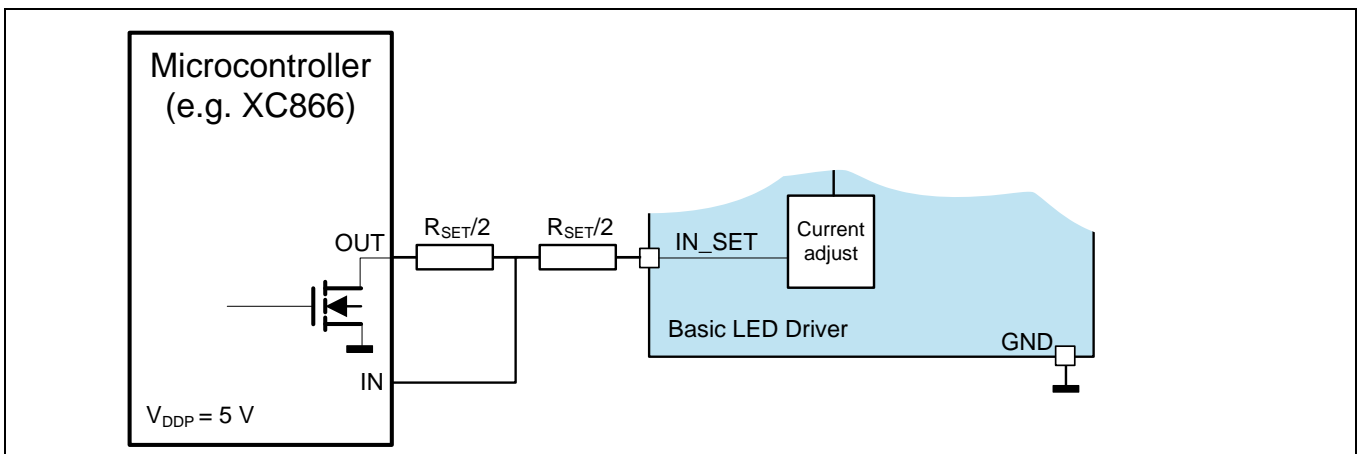 Microcontroller
(e.g. XC866)
OUT
R_SET/2
R_SET/2
IN_SET
Current
adjust
Basic LED Driver
GND
IN
V_DDP = 5 V